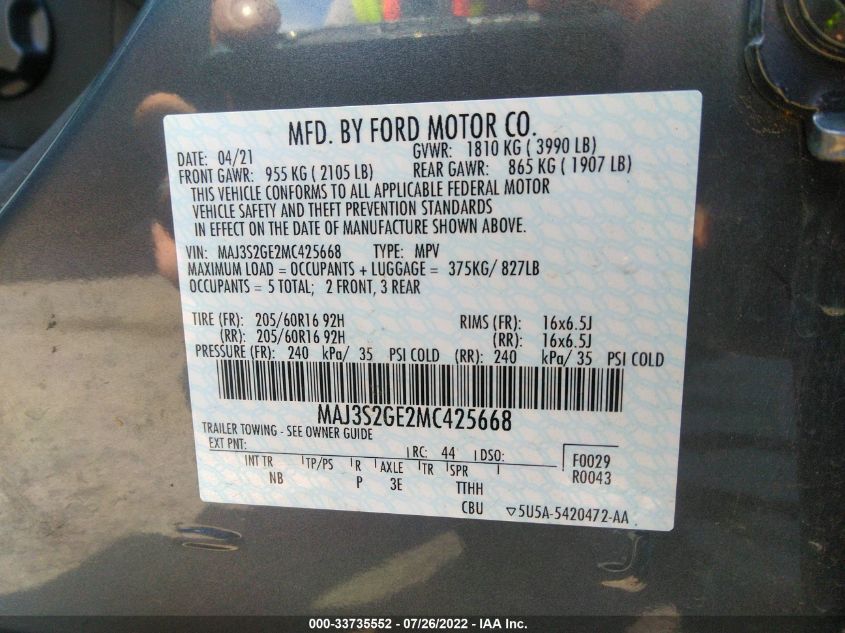 MFD. BY FORD MOTOR CO.
DATE: 04/21 GVWR: 1810 KG ( 3990 LB)
FRONT GAWR: 955 KG ( 2105 LB) REAR GAWR: 865 KG ( 1907 LB)
THIS VEHICLE CONFORMS TO ALL APPLICABLE FEDERAL MOTOR
VEHICLE SAFETY AND THEFT PREVENTION STANDARDS
IN EFFECT ON THE DATE OF MANUFACTURE SHOWN ABOVE.
VIN: MAJ3S2GE2MC425668 TYPE: MPV
MAXIMUM LOAD = OCCUPANTS + LUGGAGE = 375KG/ 827LB
OCCUPANTS = 5 TOTAL; 2 FRONT, 3 REAR
TIRE (FR): 205/60R16 92H RIMS (FR): 16x6.5J
(RR): 205/60R16 92H (RR): 16x6.5J
PRESSURE (FR): 240 kPa/ 35 PSI COLD (RR): 240 kPa/ 35 PSI COLD
MAJ3S2GE2MC425668
TRAILER TOWING - SEE OWNER GUIDE
EXT PNT: RC: 44 DSO: F0029
INT TR TP/PS R AXLE TR SPR R0043
NB P 3E TTHH
CBU 5U5A-5420472-AA
000-33735552 - 07/26/2022 - IAA Inc.